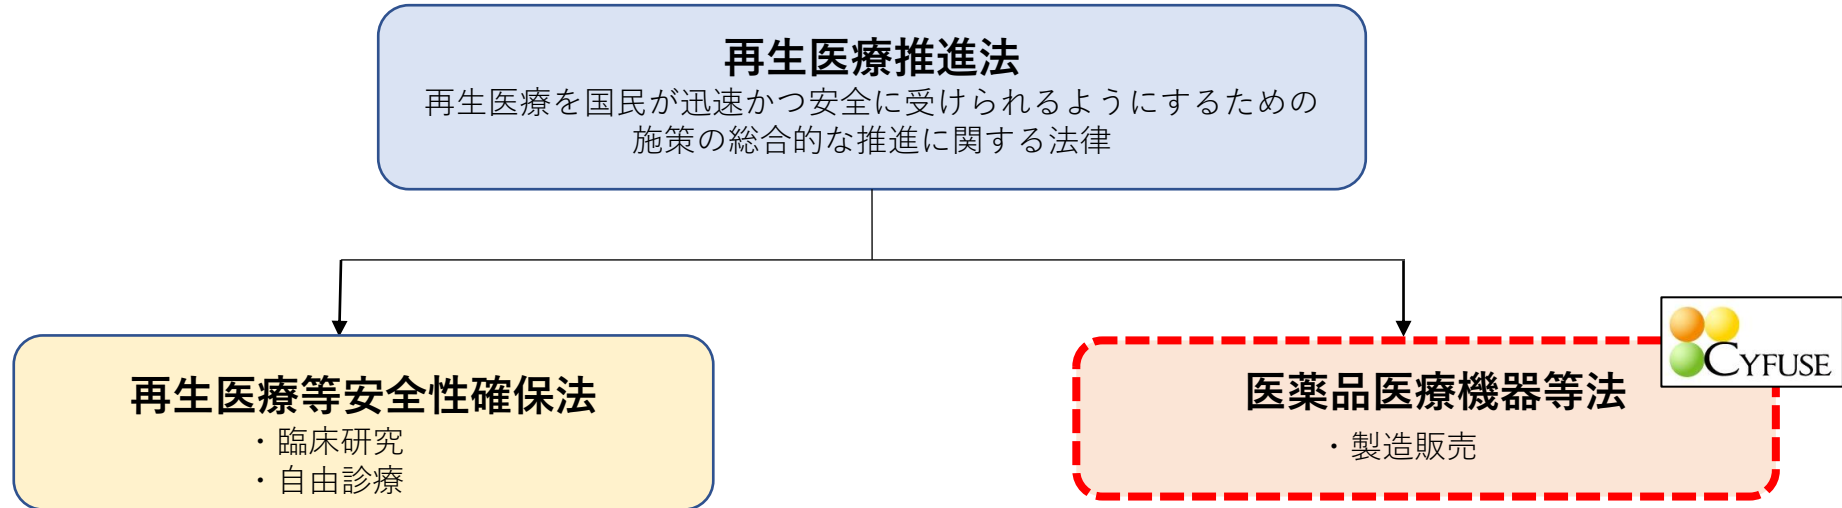 再生医療推進法
再生医療を国民が迅速かつ安全に受けられるようにするための
施策の総合的な推進に関する法律
再生医療等安全性確保法
・臨床研究
・自由診療
CYFUSE
医薬品医療機器等法
・製造販売